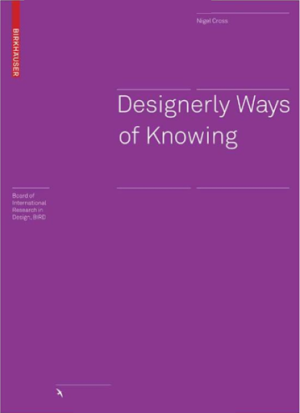 BIRKHÄUSER
Nigel Cross
Designerly Ways
of Knowing
Board of
International
Research in
Design, BIRD